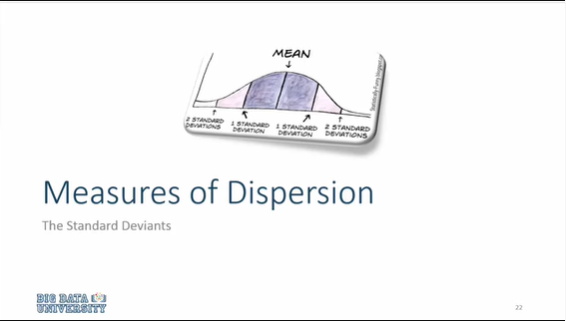 MEAN
2 STANDARD DEVIATIONS
1 STANDARD DEVIATION
1 STANDARD DEVIATION
2 STANDARD DEVIATIONS
Measures of Dispersion
The Standard Deviants
BIG DATA
UNIVERSITY
22